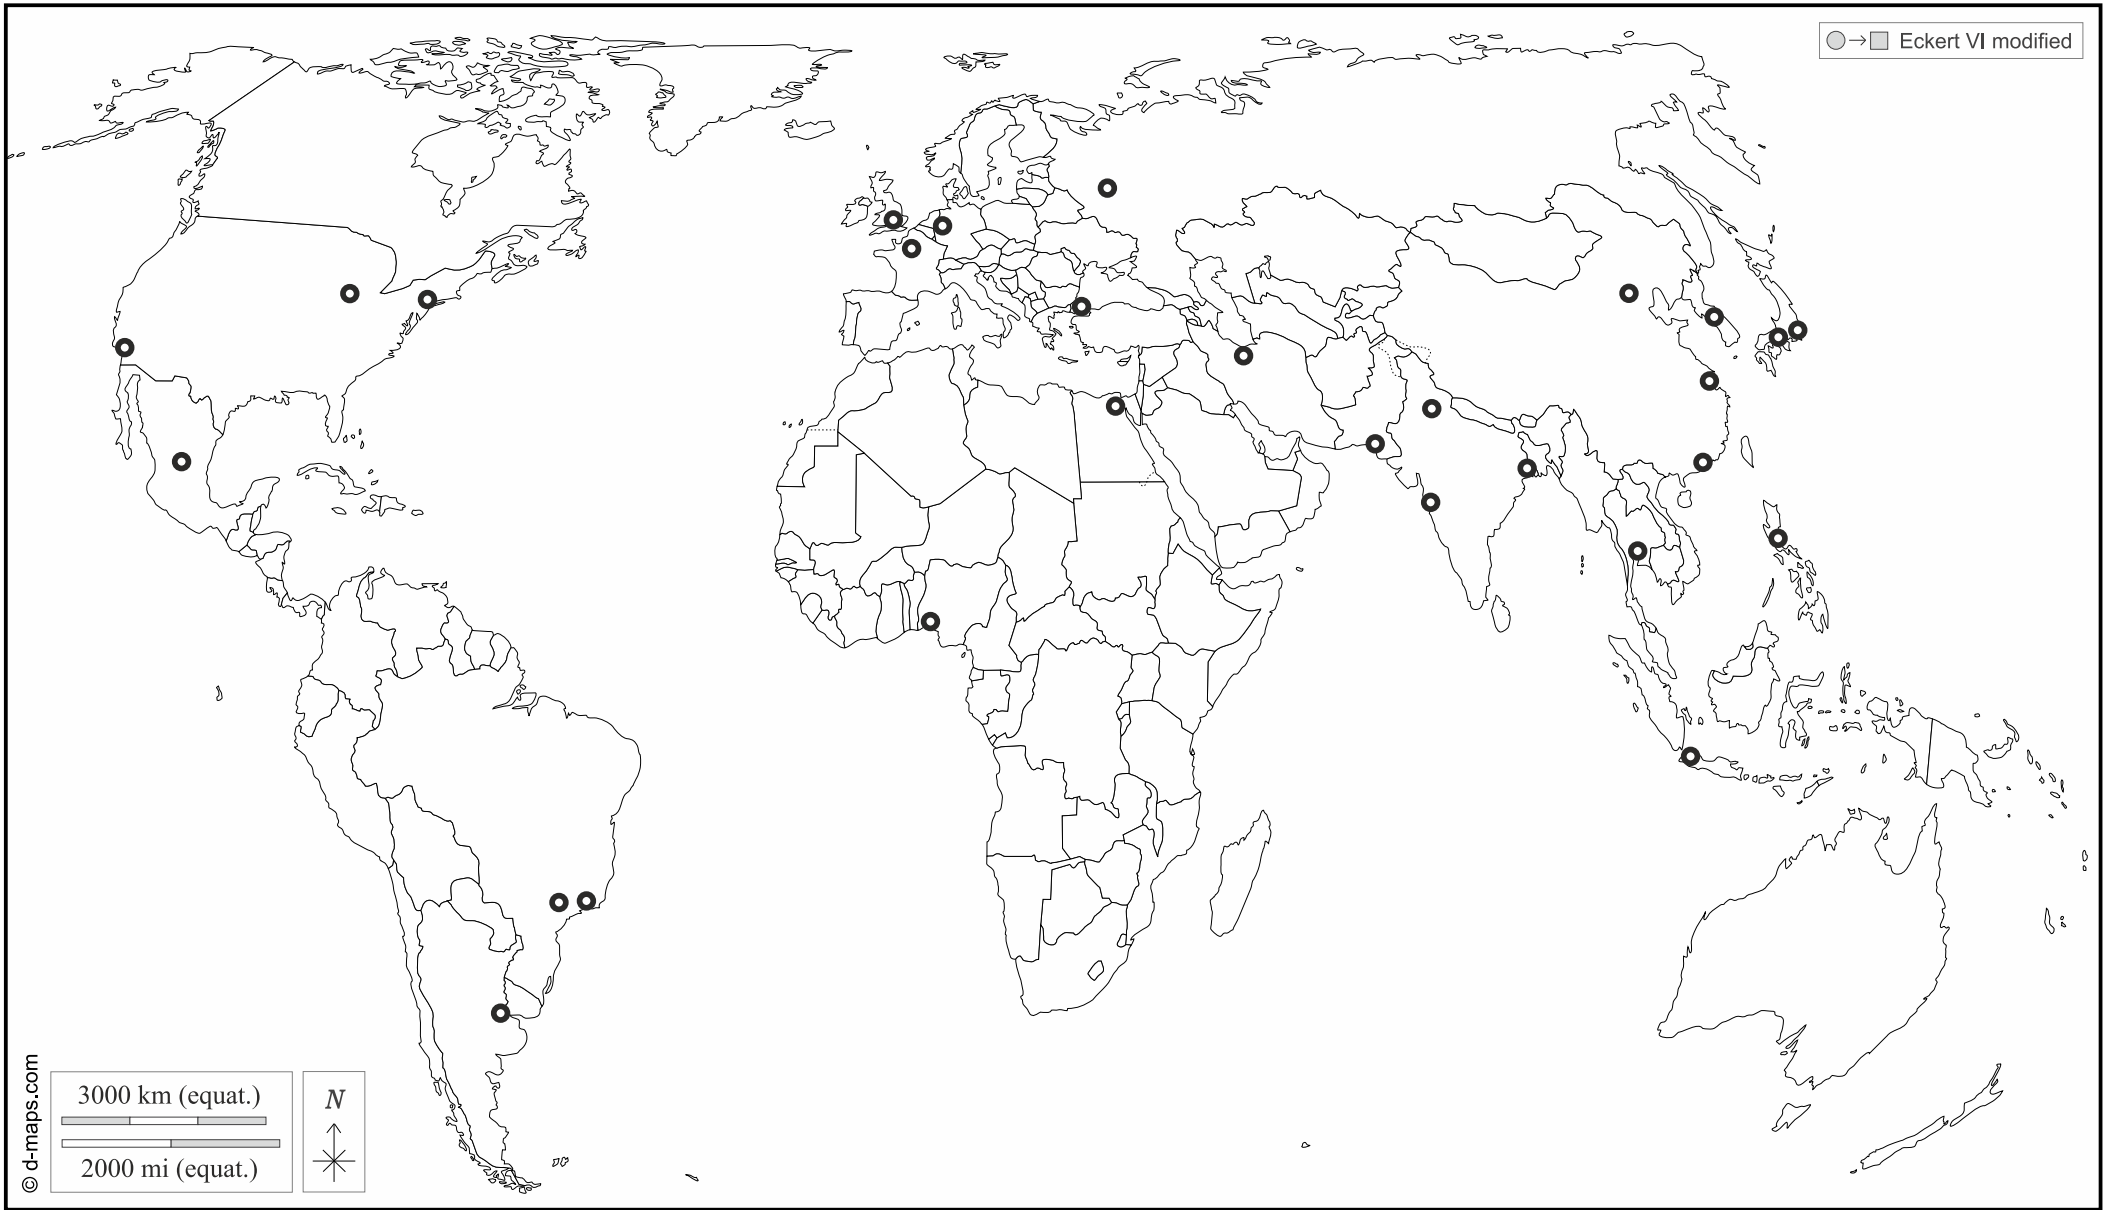 Eckert VI modified
© d-maps.com
3000 km (equat.)
2000 mi (equat.)
N